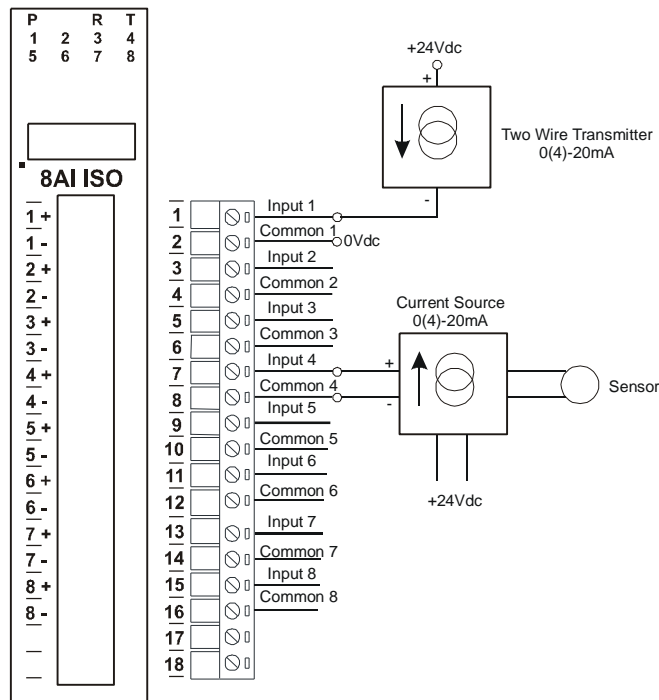 P R T
1 2 3 4
5 6 7 8
8AI ISO
1 +
1 -
2 +
2 -
3 +
3 -
4 +
4 -
5 +
5 -
6 +
6 -
7 +
7 -
8 +
8 -
1 Input 1
2 Common 1 0Vdc
3 Input 2
4 Common 2
5 Input 3
6 Common 3
7 Input 4
8 Common 4
9 Input 5
10 Common 5
11 Input 6
12 Common 6
13 Input 7
14 Common 7
15 Input 8
16 Common 8
17
18
+24Vdc
+
Two Wire Transmitter
0(4)-20mA
-
Current Source
0(4)-20mA
+
-
Sensor
+24Vdc